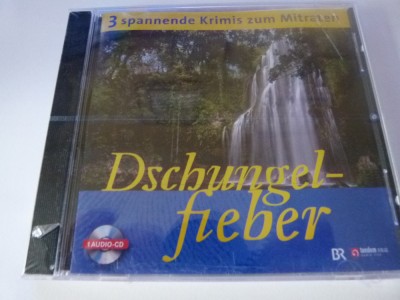 3 spannende Krimis zum Mitraten
Dschungel-
fieber
1 AUDIO-CD
BR